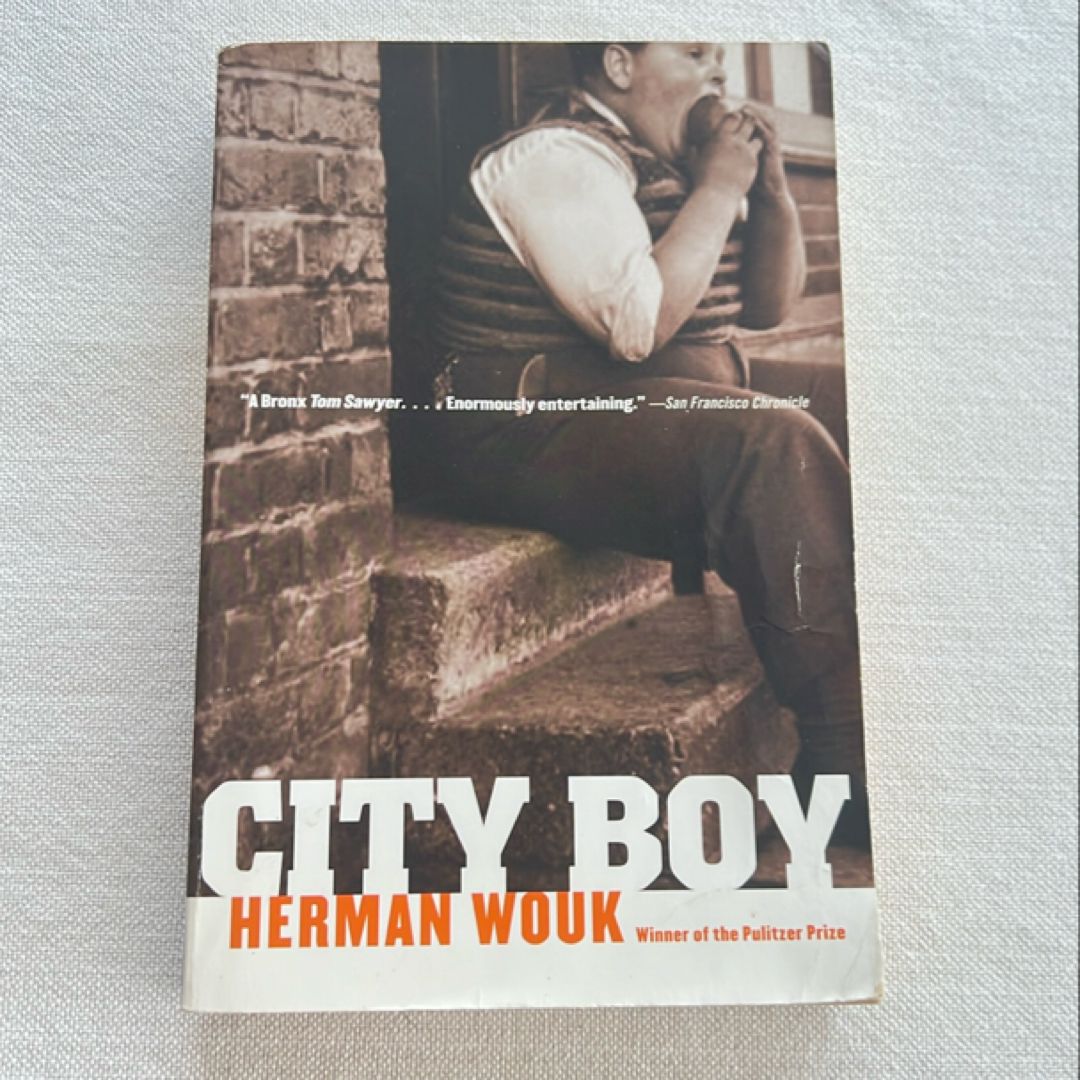 “A Bronx Tom Sawyer. . . . Enormously entertaining.” —San Francisco Chronicle
CITY BOY
HERMAN WOUK Winner of the Pulitzer Prize